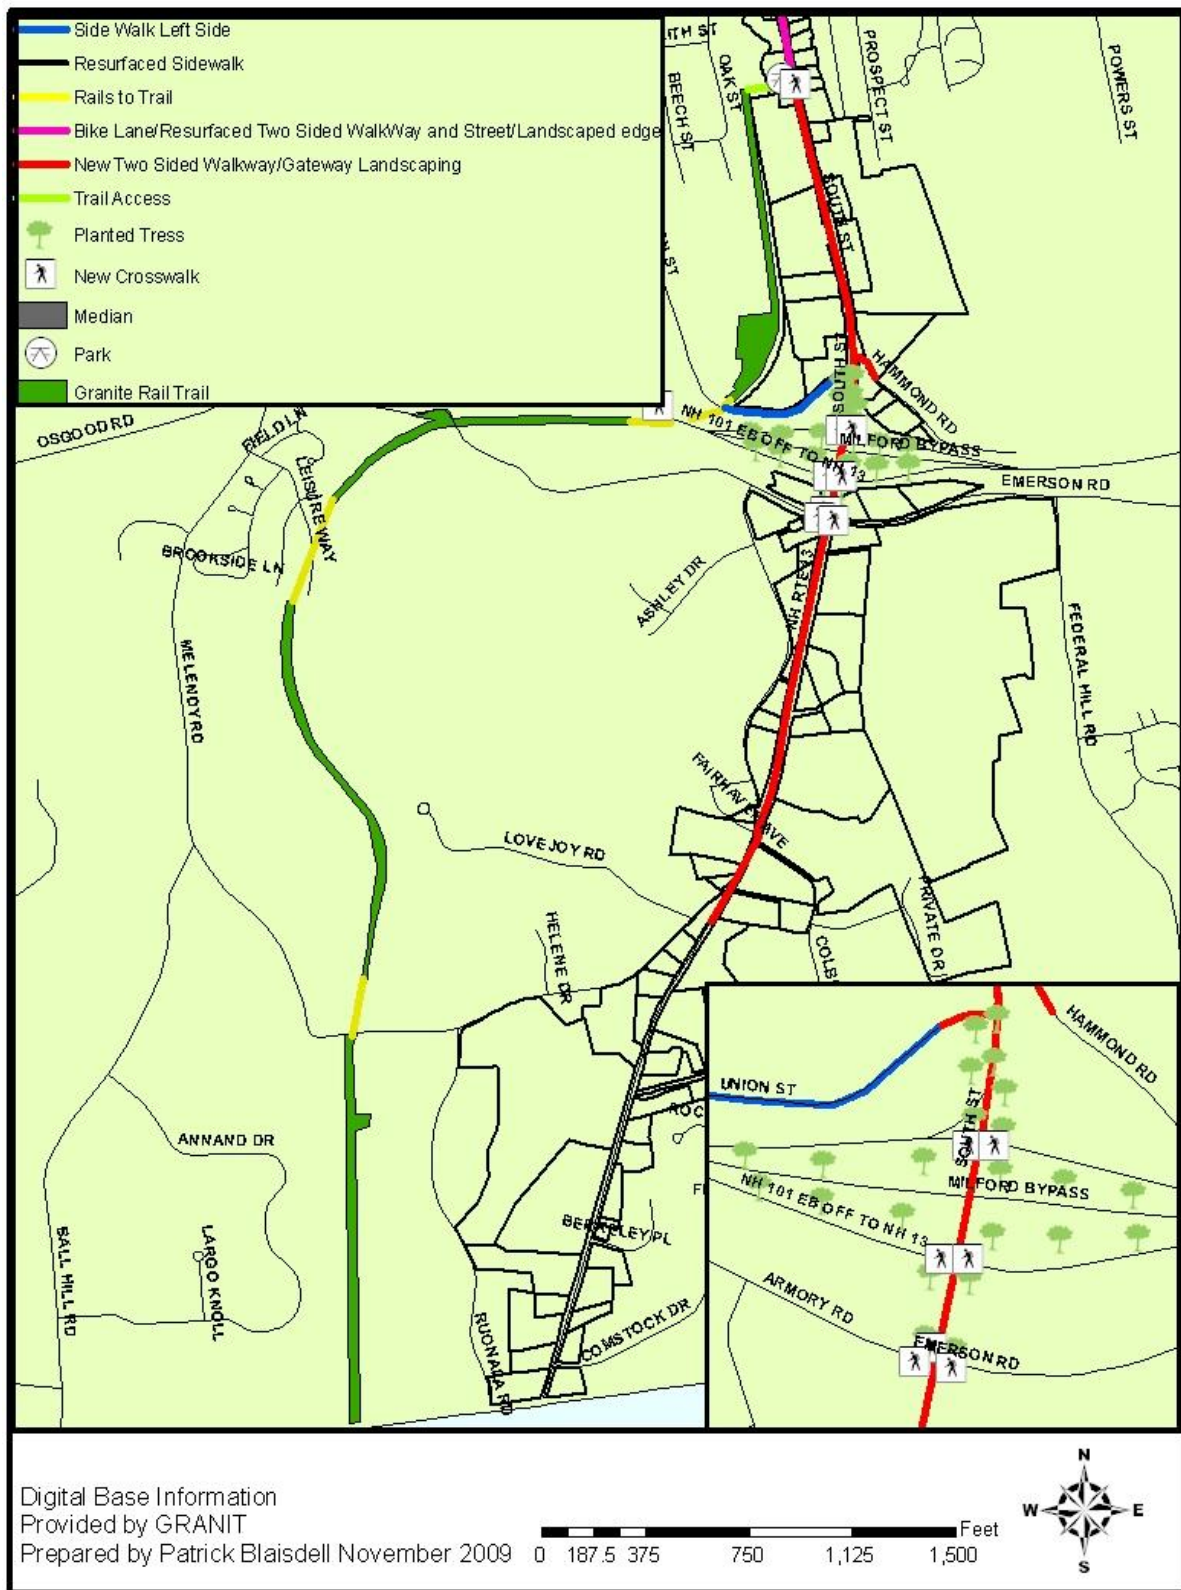 Side Walk Left Side
Resurfaced Sidewalk
Rails to Trail
Bike Lane/Resurfaced Two Sided WalkWay and Street/Landscaped edge
New Two Sided Walkway/Gateway Landscaping
Trail Access
Planted Tress
New Crosswalk
Median
Park
Granite Rail Trail
OAK ST
BEECH ST
PROSPECT ST
POWERS ST
SOUTH ST
SOUTH ST
HAMMOND RD
NH 101 EB OFF TO NH 13
MILFORD BYPASS
EMERSON RD
OSGOOD RD
FIELD LN
LEISURE WAY
BROOKSIDE LN
ASHLEY DR
NH RTE 13
MELENDY RD
FEDERAL HILL RD
FAIRHAVEN AVE
LOVEJOY RD
HELENE DR
PRIVATE DR
ANNAND DR
LARGO KNOLL
BALL HILL RD
BERKELEY PL
COMSTOCK DR
RUONALA RD
UNION ST
HAMMOND RD
SOUTH ST
MILFORD BYPASS
NH 101 EB OFF TO NH 13
ARMORY RD
EMERSON RD
Digital Base Information
Provided by GRANIT
Prepared by Patrick Blaisdell November 2009
0 187.5 375 750 1,125 1,500
Feet
N
W E
S